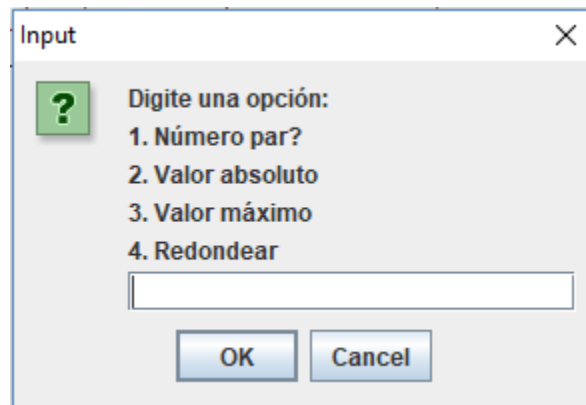 Input
Digite una opción:
1. Número par?
2. Valor absoluto
3. Valor máximo
4. Redondear
OK Cancel